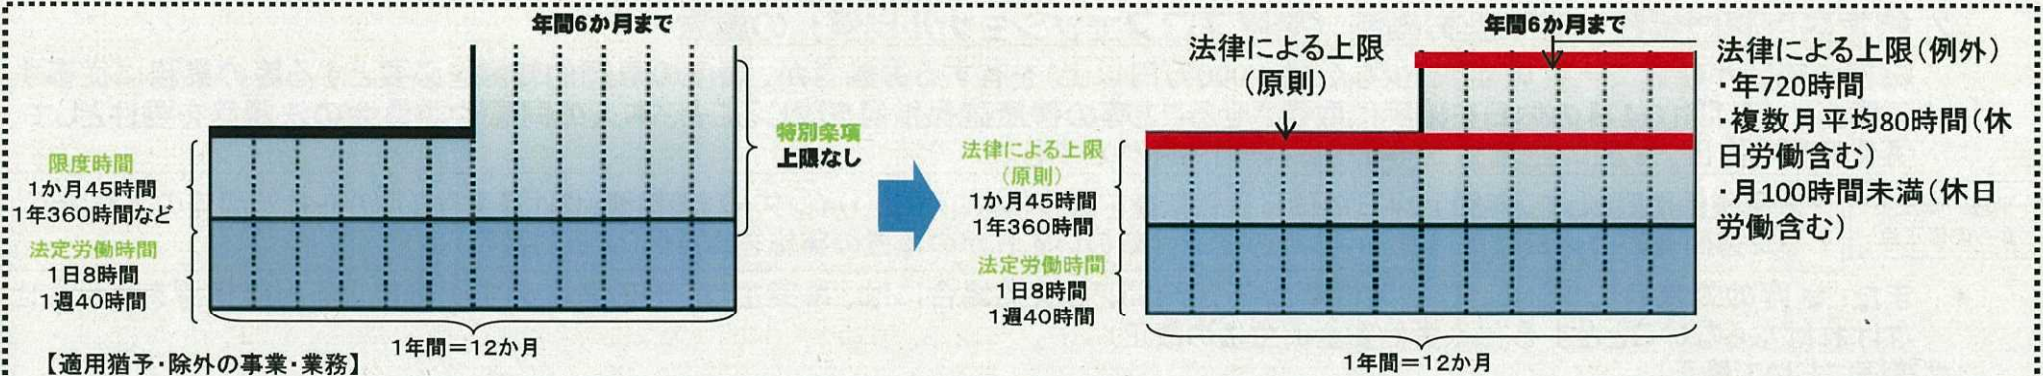 年間6か月まで
限度時間
1か月45時間
1年360時間など
法定労働時間
1日8時間
1週40時間
特別条項
上限なし
1年間=12か月
年間6か月まで
法律による上限
(原則)
法律による上限
(原則)
1か月45時間
1年360時間
法定労働時間
1日8時間
1週40時間
法律による上限(例外)
・年720時間
・複数月平均80時間(休
日労働含む)
・月100時間未満(休日
労働含む)
1年間=12か月
【適用猶予・除外の事業・業務】